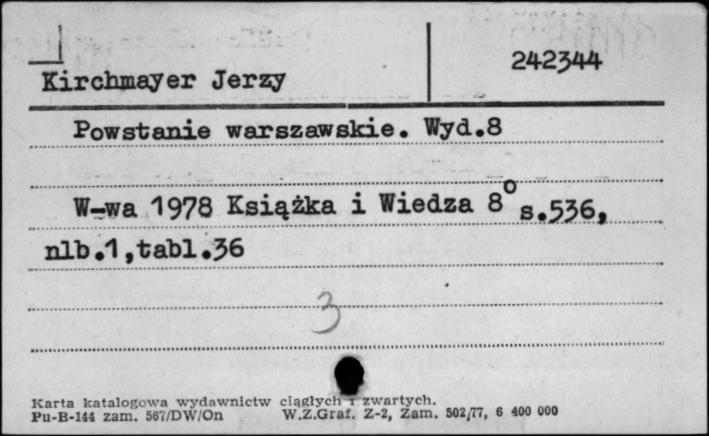 242344
Kirchmayer Jerzy
Powstanie warszawskie. Wyd.8
W-wa 1978 Książka i Wiedza 8° s.536,
nlb.1,tabl.36
3
Karta katalogowa wydawnictw ciągłych i zwartych.
Pu-B-144 zam. 567/DW/On W.Z.Graf. Z-2, Zam. 502/77, 6 400 000